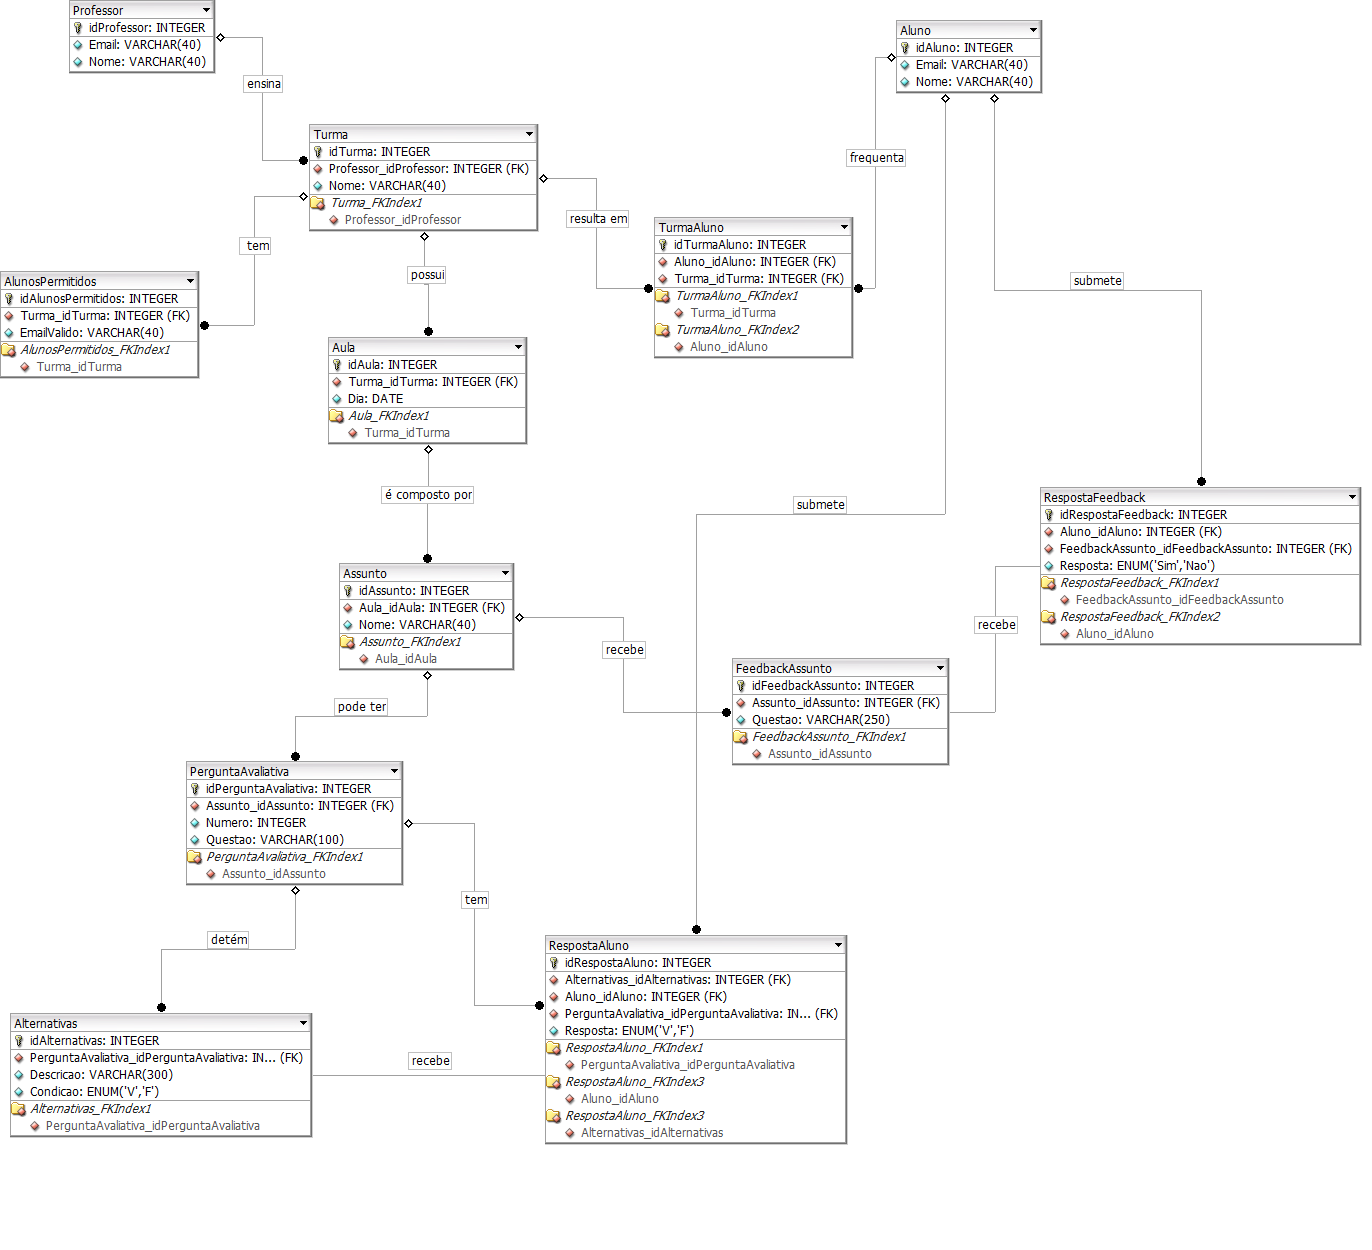 Professor
idProfessor: INTEGER
Email: VARCHAR(40)
Nome: VARCHAR(40)
ensina
Aluno
idAluno: INTEGER
Email: VARCHAR(40)
Nome: VARCHAR(40)
frequenta
Turma
idTurma: INTEGER
Professor_idProfessor: INTEGER (FK)
Nome: VARCHAR(40)
Turma_FKIndex1
Professor_idProfessor
resulta em
tem
possui
TurmaAluno
idTurmaAluno: INTEGER
Aluno_idAluno: INTEGER (FK)
Turma_idTurma: INTEGER (FK)
TurmaAluno_FKIndex1
Turma_idTurma
TurmaAluno_FKIndex2
Aluno_idAluno
submete
AlunosPermitidos
idAlunosPermitidos: INTEGER
Turma_idTurma: INTEGER (FK)
EmailValido: VARCHAR(40)
AlunosPermitidos_FKIndex1
Turma_idTurma
Aula
idAula: INTEGER
Turma_idTurma: INTEGER (FK)
Dia: DATE
Aula_FKIndex1
Turma_idTurma
é composto por
submete
RespostaFeedback
idRespostaFeedback: INTEGER
Aluno_idAluno: INTEGER (FK)
FeedbackAssunto_idFeedbackAssunto: INTEGER (FK)
Resposta: ENUM('Sim','Nao')
RespostaFeedback_FKIndex1
FeedbackAssunto_idFeedbackAssunto
RespostaFeedback_FKIndex2
Aluno_idAluno
Assunto
idAssunto: INTEGER
Aula_idAula: INTEGER (FK)
Nome: VARCHAR(40)
Assunto_FKIndex1
Aula_idAula
recebe
recebe
FeedbackAssunto
idFeedbackAssunto: INTEGER
Assunto_idAssunto: INTEGER (FK)
Questao: VARCHAR(250)
FeedbackAssunto_FKIndex1
Assunto_idAssunto
pode ter
PerguntaAvaliativa
idPerguntaAvaliativa: INTEGER
Assunto_idAssunto: INTEGER (FK)
Numero: INTEGER
Questao: VARCHAR(100)
PerguntaAvaliativa_FKIndex1
Assunto_idAssunto
tem
detém
RespostaAluno
idRespostaAluno: INTEGER
Alternativas_idAlternativas: INTEGER (FK)
Aluno_idAluno: INTEGER (FK)
PerguntaAvaliativa_idPerguntaAvaliativa: IN... (FK)
Resposta: ENUM('V','F')
RespostaAluno_FKIndex1
PerguntaAvaliativa_idPerguntaAvaliativa
RespostaAluno_FKIndex3
Aluno_idAluno
RespostaAluno_FKIndex3
Alternativas_idAlternativas
Alternativas
idAlternativas: INTEGER
PerguntaAvaliativa_idPerguntaAvaliativa: IN... (FK)
Descricao: VARCHAR(300)
Condicao: ENUM('V','F')
Alternativas_FKIndex1
PerguntaAvaliativa_idPerguntaAvaliativa
recebe